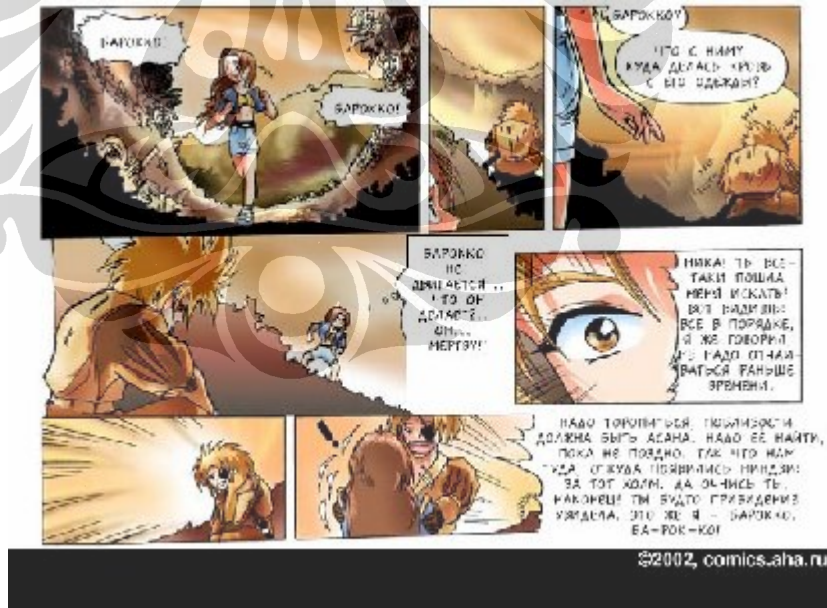 БАРОККО!
БАРОККО!
БАРОККО?
ЧТО С НИМ?
КУДА ДЕЛАСЬ КРОВЬ
С ЕГО ОДЕЖДЫ?
БАРОККО
НЕ
ДВИГАЕТСЯ...
ЧТО ОН
ДЕЛАЕТ?..
ОН...
МЕРТВ?!
НИКА! ТЫ ВСЕ-
ТАКИ ПОШЛА
МЕНЯ ИСКАТЬ!
ВОТ ВИДИШЬ:
ВСЕ В ПОРЯДКЕ,
Я ЖЕ ГОВОРИЛ
НЕ НАДО ОТЧАИ-
ВАТЬСЯ РАНЬШЕ
ВРЕМЕНИ.
НАДО ТОРОПИТЬСЯ. ПОБЛИЗОСТИ
ДОЛЖНА БЫТЬ АСАНА. НАДО ЕЕ НАЙТИ,
ПОКА НЕ ПОЗДНО. ТАК ЧТО НАМ
ТУДА, ОТКУДА ПОЯВИЛИСЬ НИНДЗЯ:
ЗА ТОТ ХОЛМ. ДА ОЧНИСЬ ТЫ,
НАКОНЕЦ! ТЫ БУДТО ПРИВИДЕНИЕ
УВИДЕЛА. ЭТО ЖЕ Я - БАРОККО.
БА-РОК-КО!
©2002, comics.aha.ru